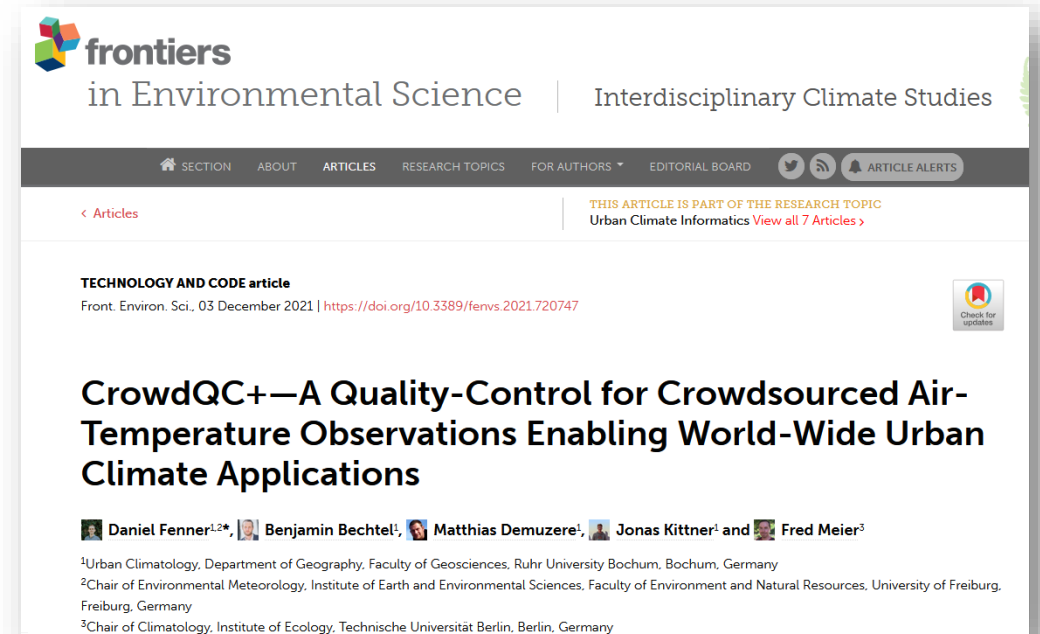 frontiers
in Environmental Science Interdisciplinary Climate Studies
SECTION ABOUT ARTICLES RESEARCH TOPICS FOR AUTHORS EDITORIAL BOARD ARTICLE ALERTS
< Articles
THIS ARTICLE IS PART OF THE RESEARCH TOPIC
Urban Climate Informatics View all 7 Articles >
TECHNOLOGY AND CODE article
Front. Environ. Sci., 03 December 2021 | https://doi.org/10.3389/fenvs.2021.720747
Check for
updates
CrowdQC+—A Quality-Control for Crowdsourced Air-
Temperature Observations Enabling World-Wide Urban
Climate Applications
Daniel Fenner1,2*, Benjamin Bechtel1, Matthias Demuzere1, Jonas Kittner1 and Fred Meier3
1Urban Climatology, Department of Geography, Faculty of Geosciences, Ruhr University Bochum, Bochum, Germany
2Chair of Environmental Meteorology, Institute of Earth and Environmental Sciences, Faculty of Environment and Natural Resources, University of Freiburg,
Freiburg, Germany
3Chair of Climatology, Institute of Ecology, Technische Universität Berlin, Berlin, Germany